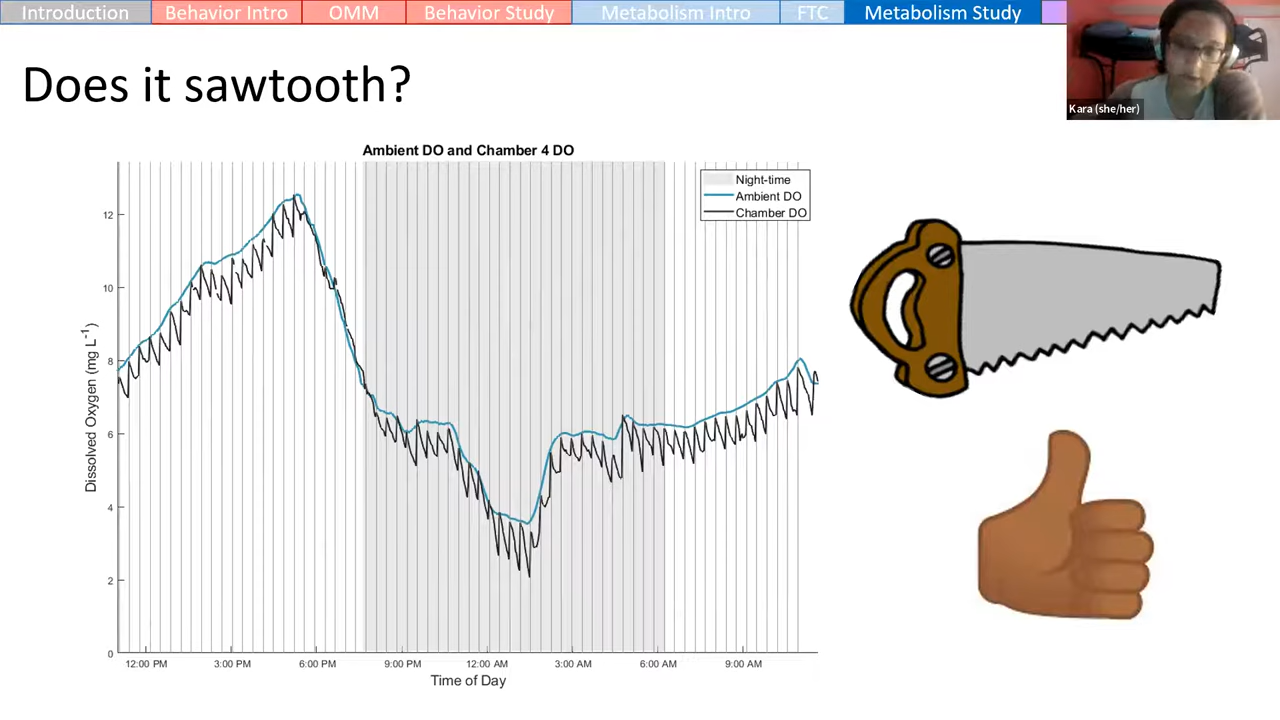 Introduction
Behavior Intro
OMM
Behavior Study
Metabolism Intro
FTC
Metabolism Study
Kara (she/her)
Does it sawtooth?
Ambient DO and Chamber 4 DO
Night-time
Ambient DO
Chamber DO
Dissolved Oxygen (mg L⁻¹)
12
10
8
6
4
2
0
12:00 PM
3:00 PM
6:00 PM
9:00 PM
12:00 AM
3:00 AM
6:00 AM
9:00 AM
Time of Day